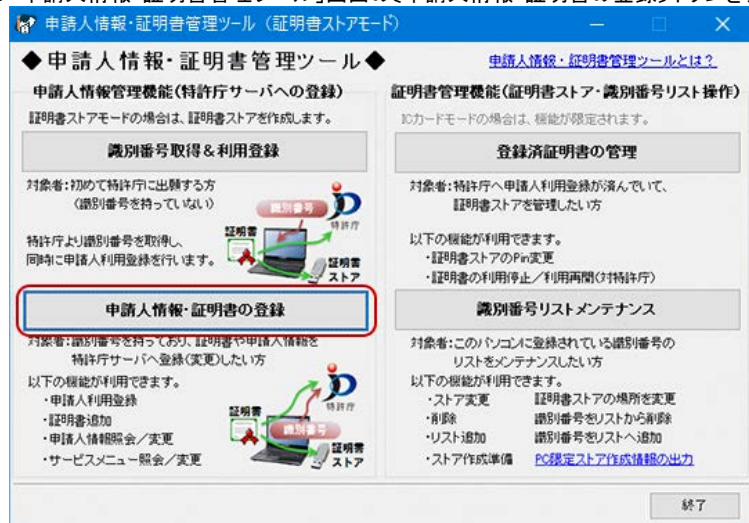 申請人情報・証明書管理ツール（証明書ストアモード）
◆申請人情報・証明書管理ツール◆
申請人情報・証明書管理ツールとは？
申請人情報管理機能(特許庁サーバへの登録)
証明書ストアモードの場合は、証明書ストアを作成します。
識別番号取得＆利用登録
対象者：初めて特許庁に出願する方
（識別番号を持っていない）
特許庁より識別番号を取得し、
同時に申請人利用登録を行います。
識別番号
特許庁
証明書
証明書
ストア
申請人情報・証明書の登録
対象者：識別番号を持っており、証明書や申請人情報を
特許庁サーバへ登録(変更)したい方
以下の機能が利用できます。
・申請人利用登録
・証明書追加
・申請人情報照会／変更
・サービスメニュー照会／変更
特許庁
証明書
識別番号
証明書
ストア
証明書管理機能(証明書ストア・識別番号リスト操作)
ICカードモードの場合は、機能が限定されます。
登録済証明書の管理
対象者：特許庁へ申請人利用登録が済んでいて、
証明書ストアを管理したい方
以下の機能が利用できます。
・証明書ストアのPin変更
・証明書の利用停止／利用再開(対特許庁)
識別番号リストメンテナンス
対象者：このパソコンに登録されている識別番号の
リストをメンテナンスしたい方
以下の機能が利用できます。
・ストア変更 証明書ストアの場所を変更
・削除 識別番号をリストから削除
・リスト追加 識別番号をリストへ追加
・ストア作成準備 PC限定ストア作成情報の出力
終了